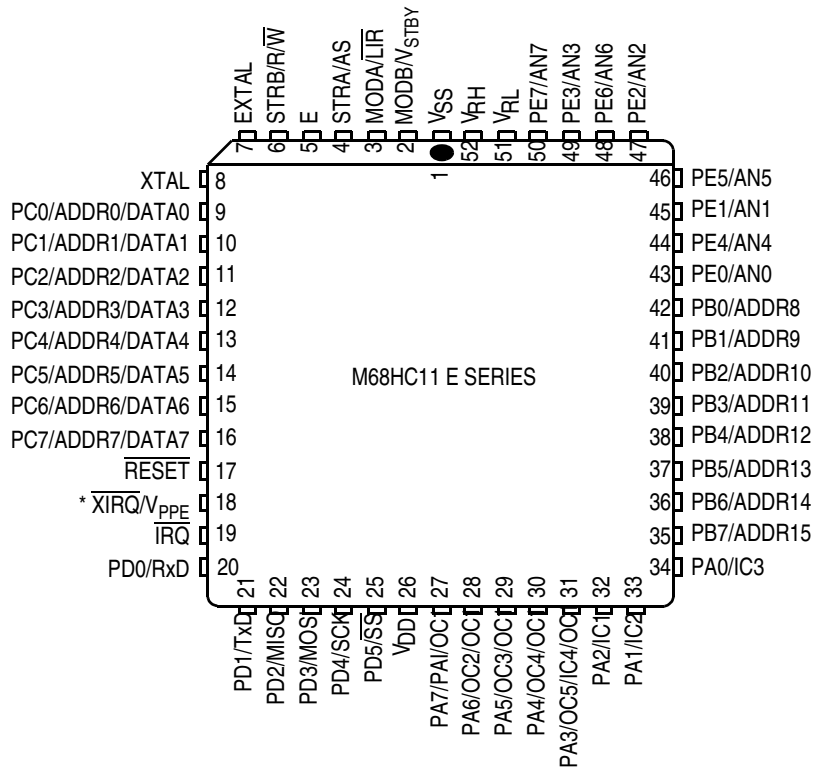 EXTAL
STRB/R/W̅
E
STRA/AS
MODA/L̅I̅R̅
MODB/VSTBY
VSS
VRH
VRL
PE7/AN7
PE3/AN3
PE6/AN6
PE2/AN2
7
6
5
4
3
2
1
52
51
50
49
48
47
XTAL 8
PC0/ADDR0/DATA0 9
PC1/ADDR1/DATA1 10
PC2/ADDR2/DATA2 11
PC3/ADDR3/DATA3 12
PC4/ADDR4/DATA4 13
PC5/ADDR5/DATA5 14
PC6/ADDR6/DATA6 15
PC7/ADDR7/DATA7 16
R̅E̅S̅E̅T̅ 17
* X̅I̅R̅Q̅/VPPE 18
I̅R̅Q̅ 19
PD0/RxD 20
M68HC11 E SERIES
46 PE5/AN5
45 PE1/AN1
44 PE4/AN4
43 PE0/AN0
42 PB0/ADDR8
41 PB1/ADDR9
40 PB2/ADDR10
39 PB3/ADDR11
38 PB4/ADDR12
37 PB5/ADDR13
36 PB6/ADDR14
35 PB7/ADDR15
34 PA0/IC3
21
22
23
24
25
26
27
28
29
30
31
32
33
PD1/TxD
PD2/MISO
PD3/MOSI
PD4/SCK
PD5/S̅S̅
VDD
PA7/PAI/OC1
PA6/OC2/OC1
PA5/OC3/OC1
PA4/OC4/OC1
PA3/OC5/IC4/OC1
PA2/IC1
PA1/IC2